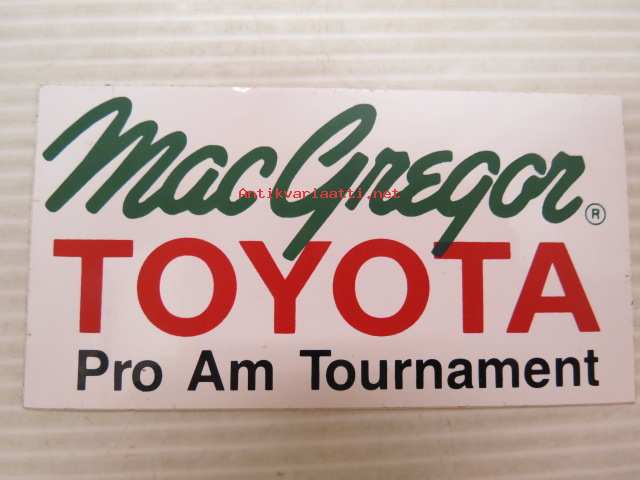 MacGregor ®
Antikvariaatti.net
TOYOTA
Pro Am Tournament